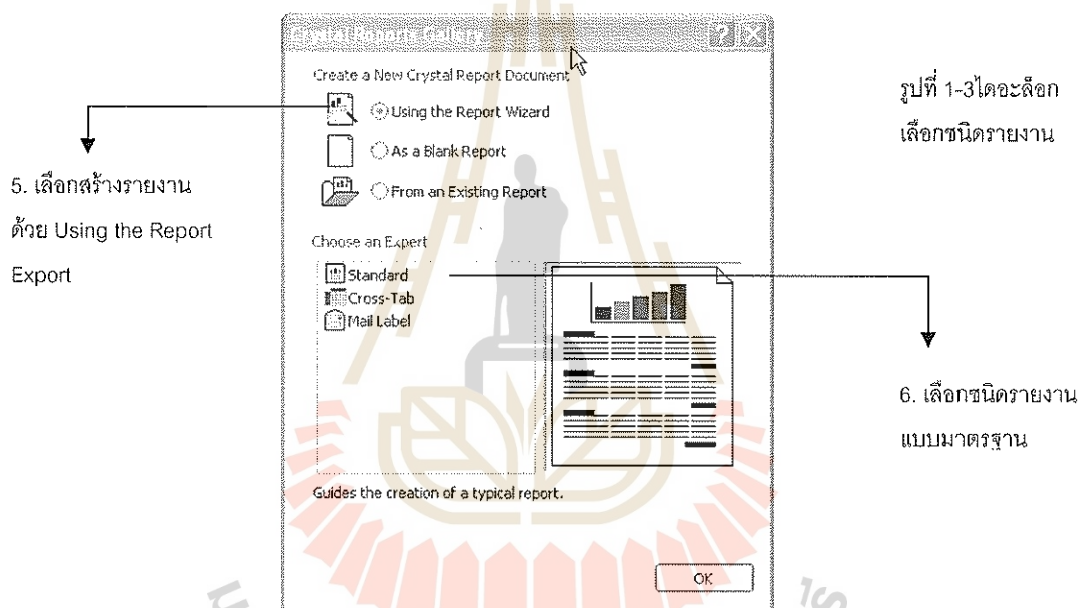 Crystal Reports Gallery
Create a New Crystal Report Document
Using the Report Wizard
As a Blank Report
From an Existing Report
Choose an Expert
Standard
Cross-Tab
Mail Label
Guides the creation of a typical report.
OK
รูปที่ 1-3ไดอะล็อก
เลือกชนิดรายงาน
5. เลือกสร้างรายงาน
ด้วย Using the Report
Export
6. เลือกชนิดรายงาน
แบบมาตรฐาน